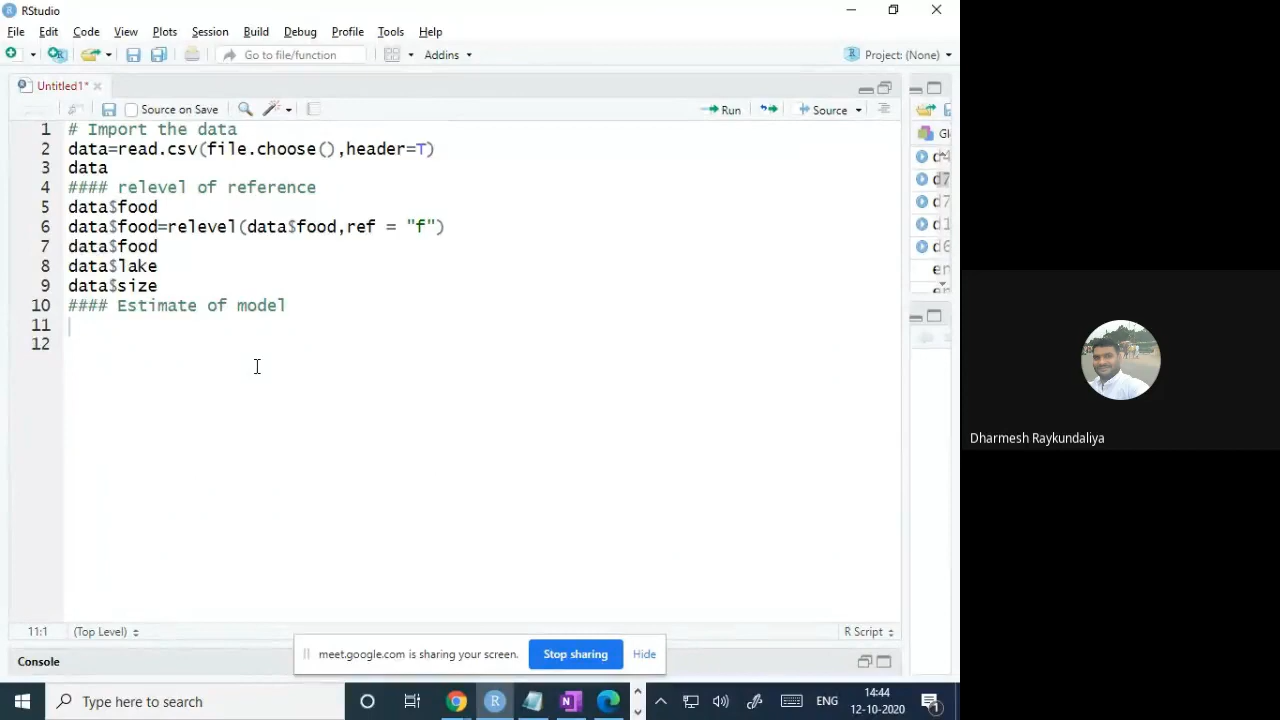 RStudio
File Edit Code View Plots Session Build Debug Profile Tools Help
Go to file/function Addins Project: (None)
Untitled1*
Source on Save Run Source
1 # Import the data
2 data=read.csv(file.choose(),header=T)
3 data
4 #### relevel of reference
5 data$food
6 data$food=relevel(data$food,ref = "f")
7 data$food
8 data$lake
9 data$size
10 #### Estimate of model
11
12
Dharmesh Raykundaliya
11:1 (Top Level) R Script
Console
meet.google.com is sharing your screen. Stop sharing Hide
Type here to search
ENG
14:44
12-10-2020
1